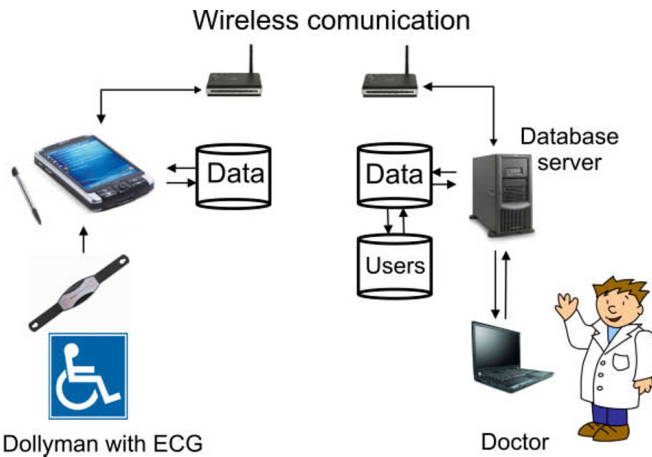 Wireless comunication
Database
server
Data
Data
Users
Dollyman with ECG
Doctor